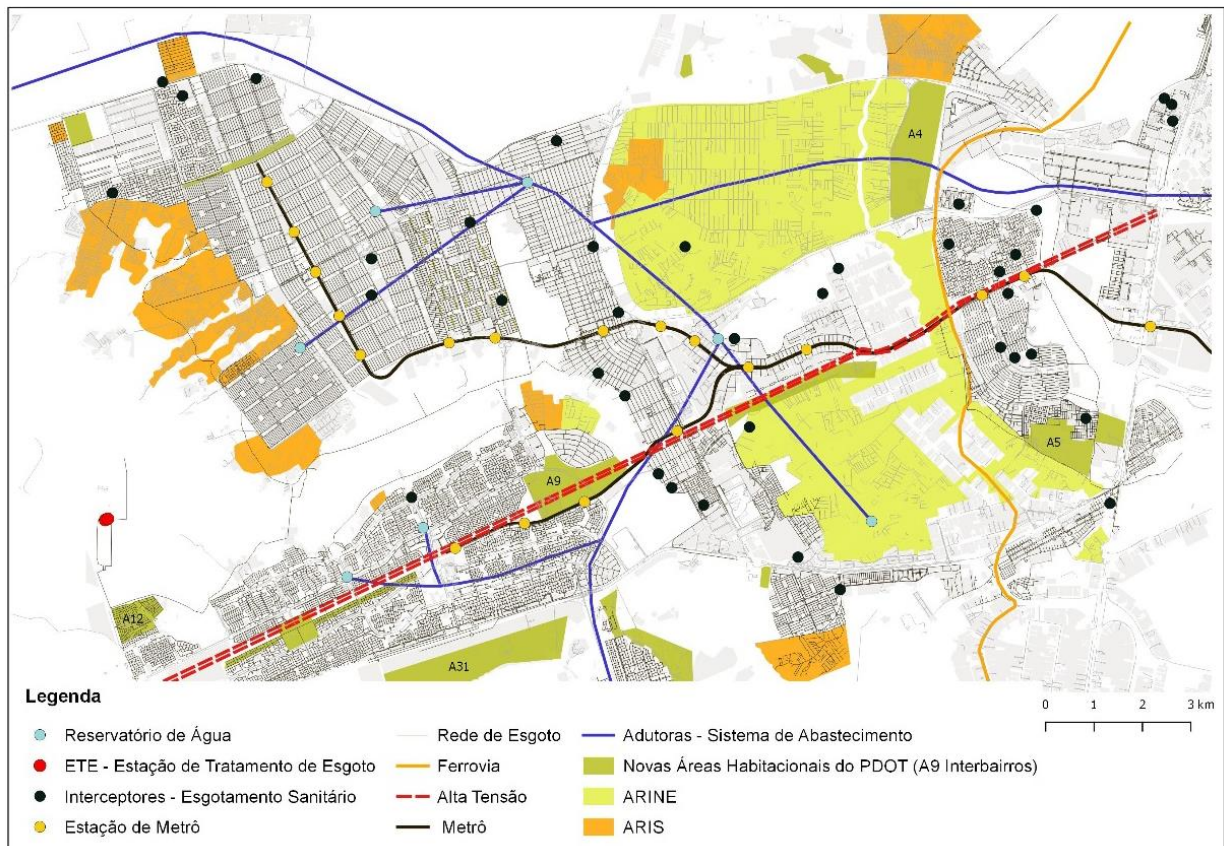 A4
A5
A9
A12
A31
Legenda
Reservatório de Água
ETE - Estação de Tratamento de Esgoto
Interceptores - Esgotamento Sanitário
Estação de Metrô
Rede de Esgoto
Ferrovia
Alta Tensão
Metrô
Adutoras - Sistema de Abastecimento
Novas Áreas Habitacionais do PDOT (A9 Interbairros)
ARINE
ARIS
0 1 2 3 km